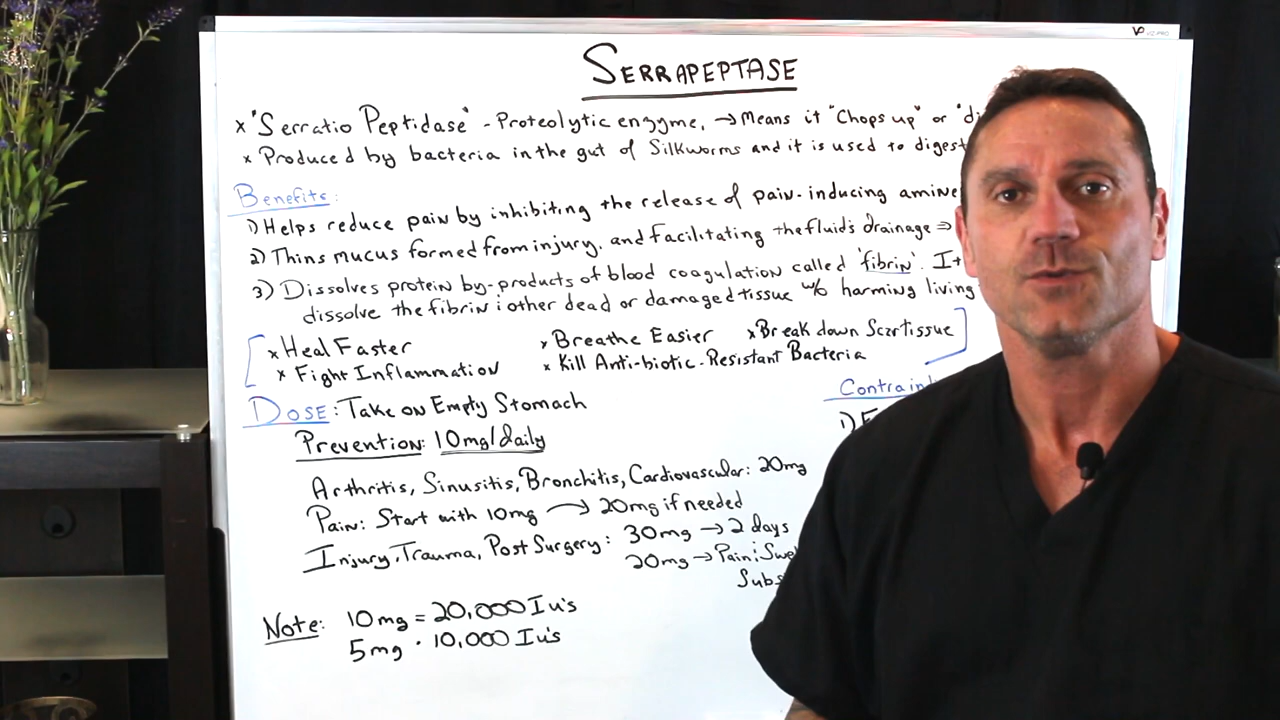 SERRAPEPTASE
x "Serratio Peptidase" - Proteolytic enzyme, → Means it "Chops up" or "di
x Produced by bacteria in the gut of Silkworms and it is used to digest
Benefits:
1) Helps reduce pain by inhibiting the release of pain-inducing amine
2) Thins mucus formed from injury, and facilitating the fluids drainage ⇒
3) Dissolves protein by-products of blood coagulation called 'fibrin'. It
dissolve the fibrin i other dead or damaged tissue w/o harming living
x Heal Faster x Breathe Easier x Break down Scar tissue
x Fight Inflammation x Kill Anti-biotic-Resistant Bacteria
Contraind
DOSE: Take on Empty Stomach
1) F
Prevention: 10mg/daily
Arthritis, Sinusitis, Bronchitis, Cardiovascular: 20mg
Pain: Start with 10mg → 20mg if needed
Injury, Trauma, Post Surgery: 30mg → 2 days
20mg → Pain i Swe
Subs
Note: 10mg = 20,000 Iu's
5mg · 10,000 Iu's